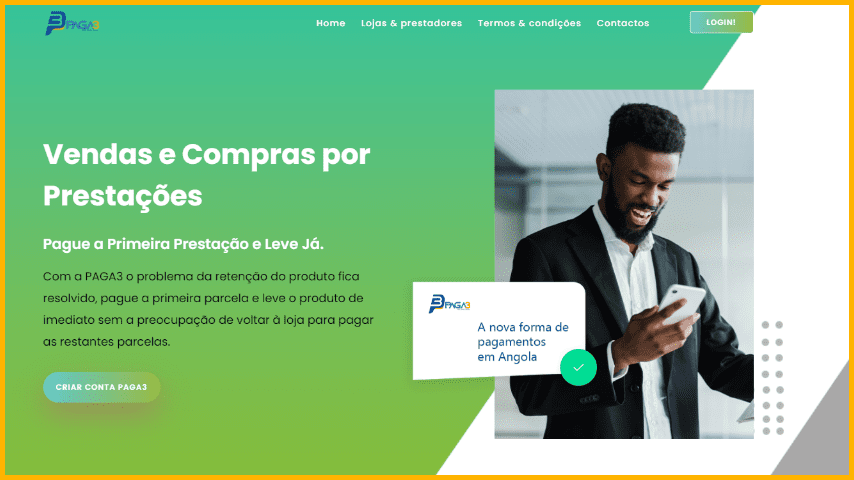 PAGA3
Home Lojas & prestadores Termos & condições Contactos LOGIN!
Vendas e Compras por
Prestações
Pague a Primeira Prestação e Leve Já.
Com a PAGA3 o problema da retenção do produto fica
resolvido, pague a primeira parcela e leve o produto de
imediato sem a preocupação de voltar à loja para pagar
as restantes parcelas.
CRIAR CONTA PAGA3
PAGA3
A nova forma de
pagamentos
em Angola